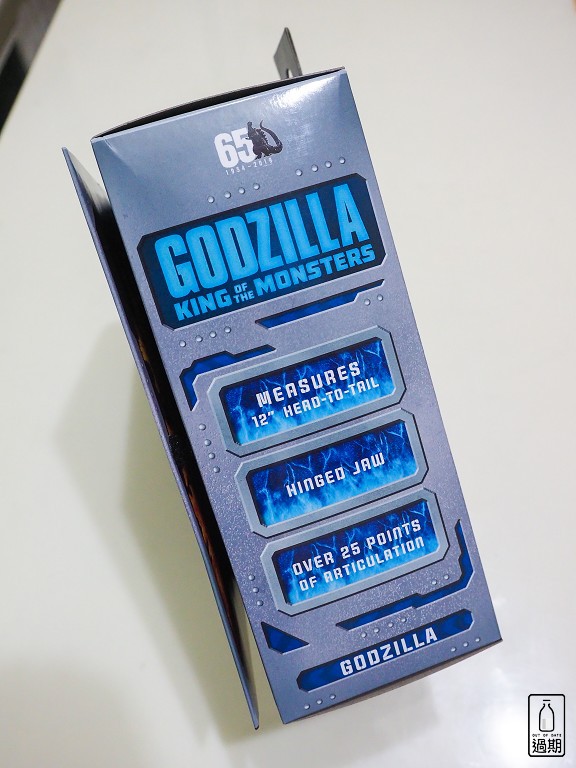 65
1954-2019
GODZILLA
KING OF THE MONSTERS
MEASURES
12" HEAD-TO-TAIL
HINGED JAW
OVER 25 POINTS
OF ARTICULATION
GODZILLA
OUT OF DATE
過期